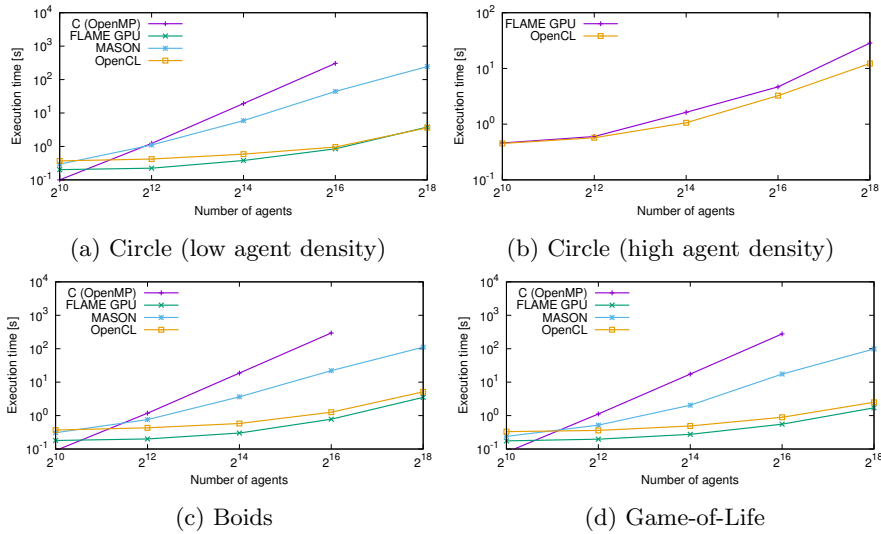 C (OpenMP)
FLAME GPU
MASON
OpenCL
Execution time [s]
10^4
10^3
10^2
10^1
10^0
10^-1
2^10 2^12 2^14 2^16 2^18
Number of agents
(a) Circle (low agent density)
FLAME GPU
OpenCL
Execution time [s]
10^2
10^1
10^0
10^-1
2^10 2^12 2^14 2^16 2^18
Number of agents
(b) Circle (high agent density)
C (OpenMP)
FLAME GPU
MASON
OpenCL
Execution time [s]
10^4
10^3
10^2
10^1
10^0
10^-1
2^10 2^12 2^14 2^16 2^18
Number of agents
(c) Boids
C (OpenMP)
FLAME GPU
MASON
OpenCL
Execution time [s]
10^4
10^3
10^2
10^1
10^0
10^-1
2^10 2^12 2^14 2^16 2^18
Number of agents
(d) Game-of-Life